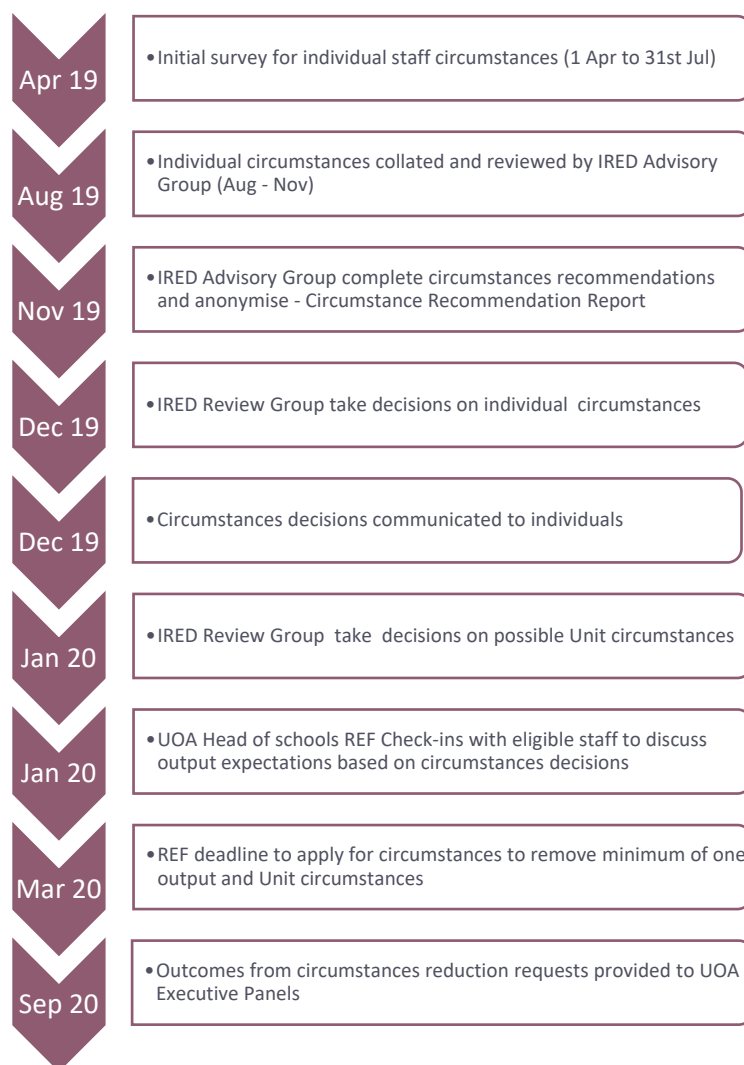 Apr 19
•Initial survey for individual staff circumstances (1 Apr to 31st Jul)
Aug 19
•Individual circumstances collated and reviewed by IRED Advisory
Group (Aug - Nov)
Nov 19
•IRED Advisory Group complete circumstances recommendations
and anonymise - Circumstance Recommendation Report
Dec 19
•IRED Review Group take decisions on individual circumstances
Dec 19
•Circumstances decisions communicated to individuals
Jan 20
•IRED Review Group take decisions on possible Unit circumstances
Jan 20
•UOA Head of schools REF Check-ins with eligible staff to discuss
output expectations based on circumstances decisions
Mar 20
•REF deadline to apply for circumstances to remove minimum of one
output and Unit circumstances
Sep 20
•Outcomes from circumstances reduction requests provided to UOA
Executive Panels